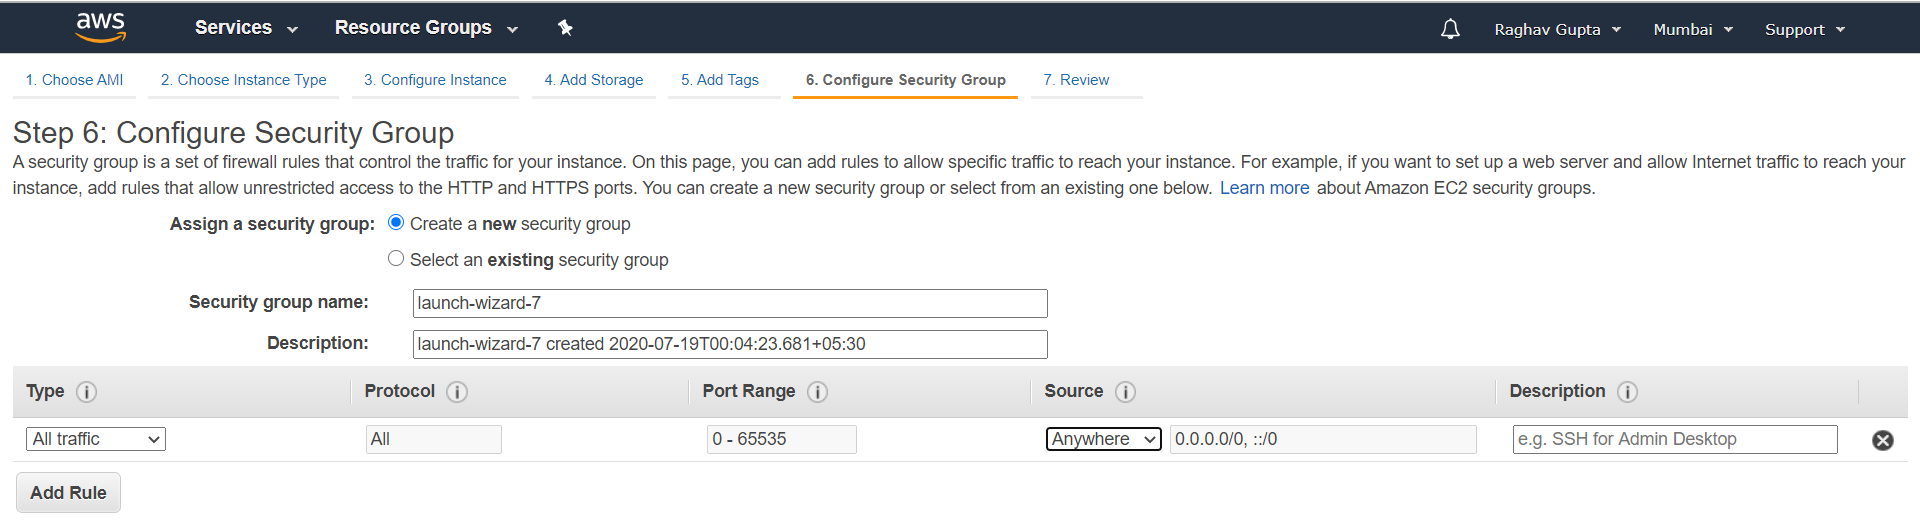 aws Services Resource Groups Raghav Gupta Mumbai Support
1. Choose AMI 2. Choose Instance Type 3. Configure Instance 4. Add Storage 5. Add Tags 6. Configure Security Group 7. Review
Step 6: Configure Security Group
A security group is a set of firewall rules that control the traffic for your instance. On this page, you can add rules to allow specific traffic to reach your instance. For example, if you want to set up a web server and allow Internet traffic to reach your
instance, add rules that allow unrestricted access to the HTTP and HTTPS ports. You can create a new security group or select from an existing one below. Learn more about Amazon EC2 security groups.
Assign a security group: Create a new security group
Select an existing security group
Security group name: launch-wizard-7
Description: launch-wizard-7 created 2020-07-19T00:04:23.681+05:30
Type i Protocol i Port Range i Source i Description i
All traffic All 0 - 65535 Anywhere 0.0.0.0/0, ::/0 e.g. SSH for Admin Desktop
Add Rule